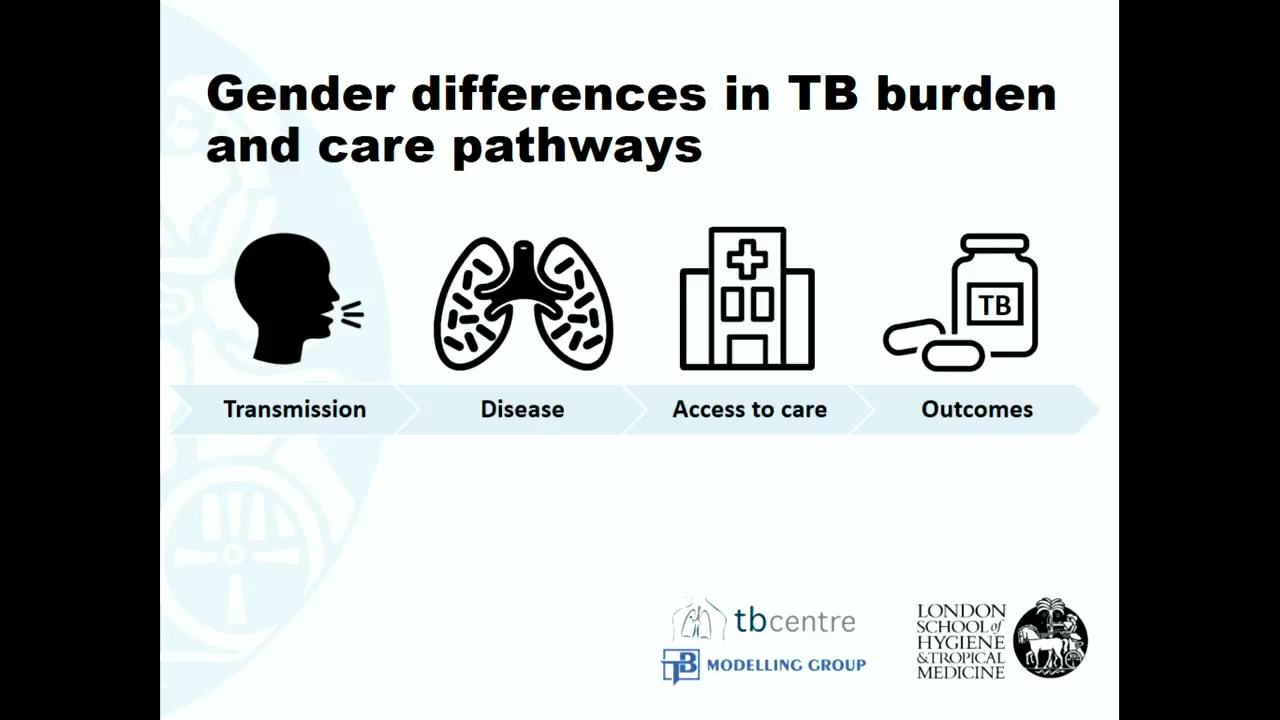 Gender differences in TB burden
and care pathways
TB
Transmission
Disease
Access to care
Outcomes
tbcentre
TB MODELLING GROUP
LONDON
SCHOOL of
HYGIENE
& TROPICAL
MEDICINE